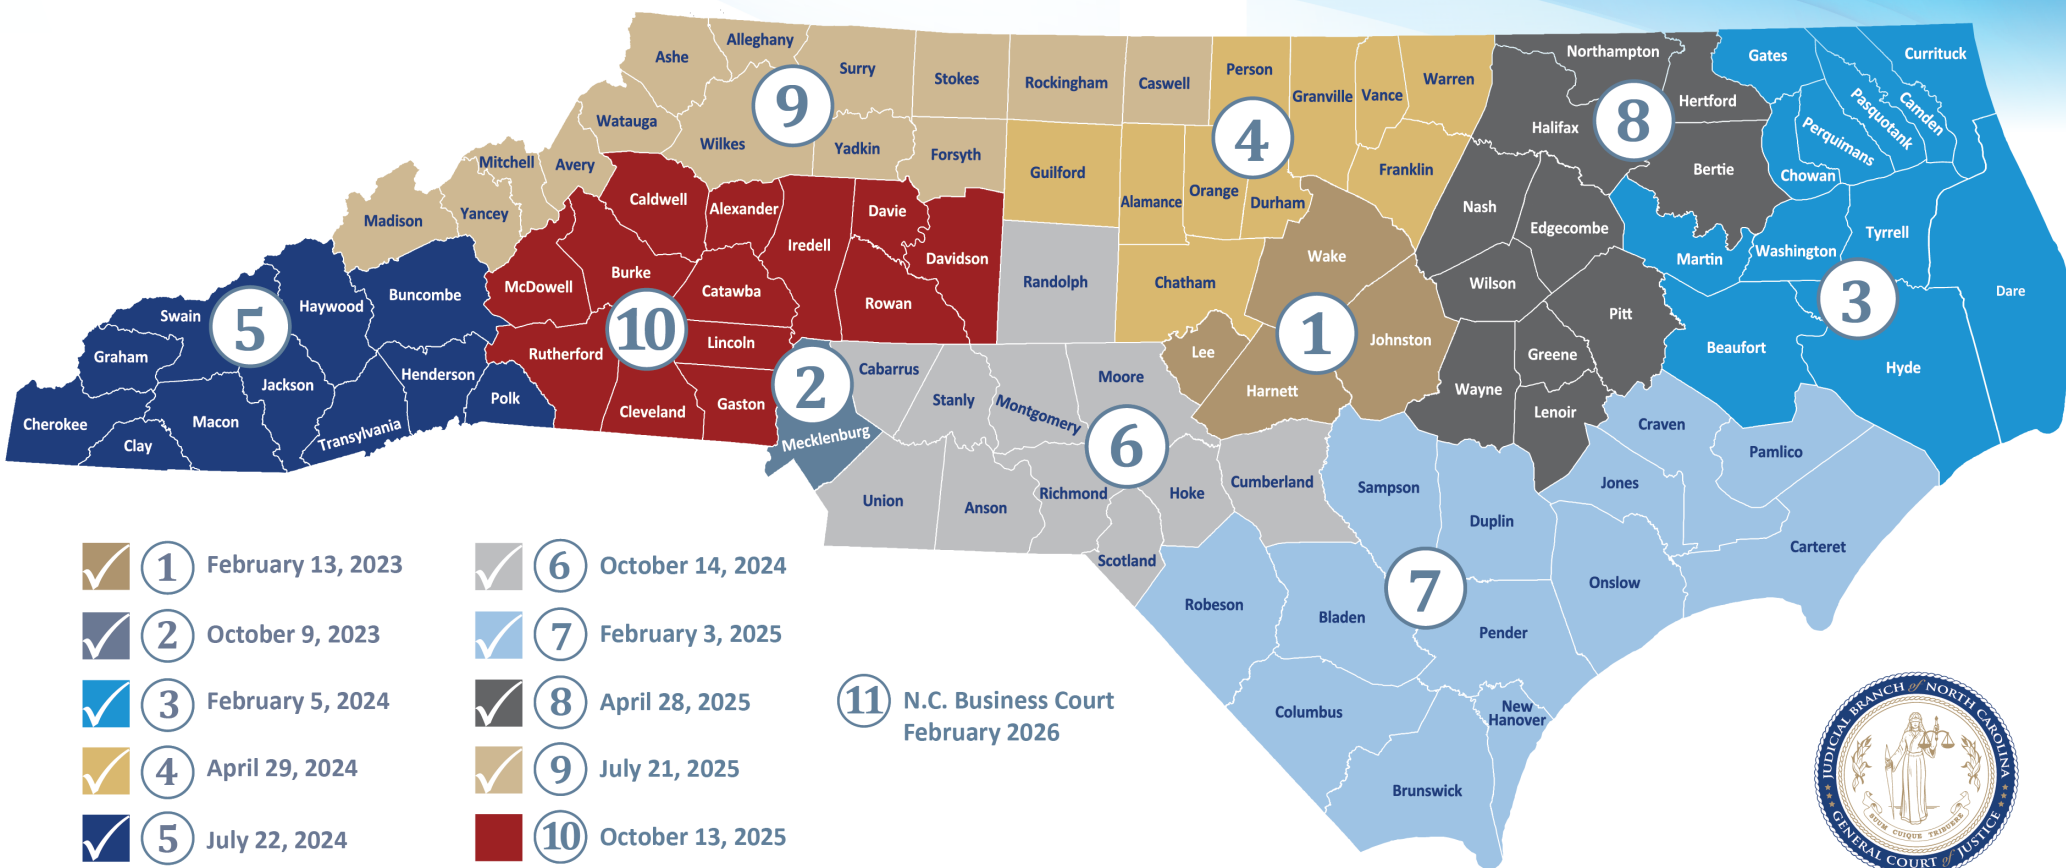 Ashe
Alleghany
Surry
Stokes
Rockingham
Caswell
Person
Granville
Vance
Warren
Northampton
Gates
Currituck
9
Watauga
Wilkes
Yadkin
Forsyth
Guilford
Alamance
Orange
Durham
4
Franklin
Halifax
8
Hertford
Bertie
Pasquotank
Camden
Perquimans
Chowan
Mitchell
Avery
Madison
Yancey
Caldwell
Alexander
Iredell
Davie
Davidson
Randolph
Chatham
Wake
Nash
Edgecombe
Martin
Washington
Tyrrell
Dare
Swain
5
Haywood
Buncombe
McDowell
Burke
Catawba
Rowan
10
Lincoln
1
Johnston
Wilson
Pitt
3
Beaufort
Hyde
Graham
Jackson
Henderson
Polk
Rutherford
Cleveland
Gaston
2
Mecklenburg
Cabarrus
Stanly
Montgomery
Moore
Lee
Harnett
Wayne
Greene
Lenoir
Craven
Pamlico
Cherokee
Clay
Macon
Transylvania
Union
Anson
Richmond
6
Hoke
Scotland
Cumberland
Sampson
Duplin
Jones
Onslow
Carteret
Robeson
Bladen
7
Pender
Columbus
New
Hanover
Brunswick
1 February 13, 2023
2 October 9, 2023
3 February 5, 2024
4 April 29, 2024
5 July 22, 2024
6 October 14, 2024
7 February 3, 2025
8 April 28, 2025
9 July 21, 2025
10 October 13, 2025
11 N.C. Business Court
February 2026
JUDICIAL BRANCH of NORTH CAROLINA
SUUM CUIQUE TRIBUERE
GENERAL COURT of JUSTICE